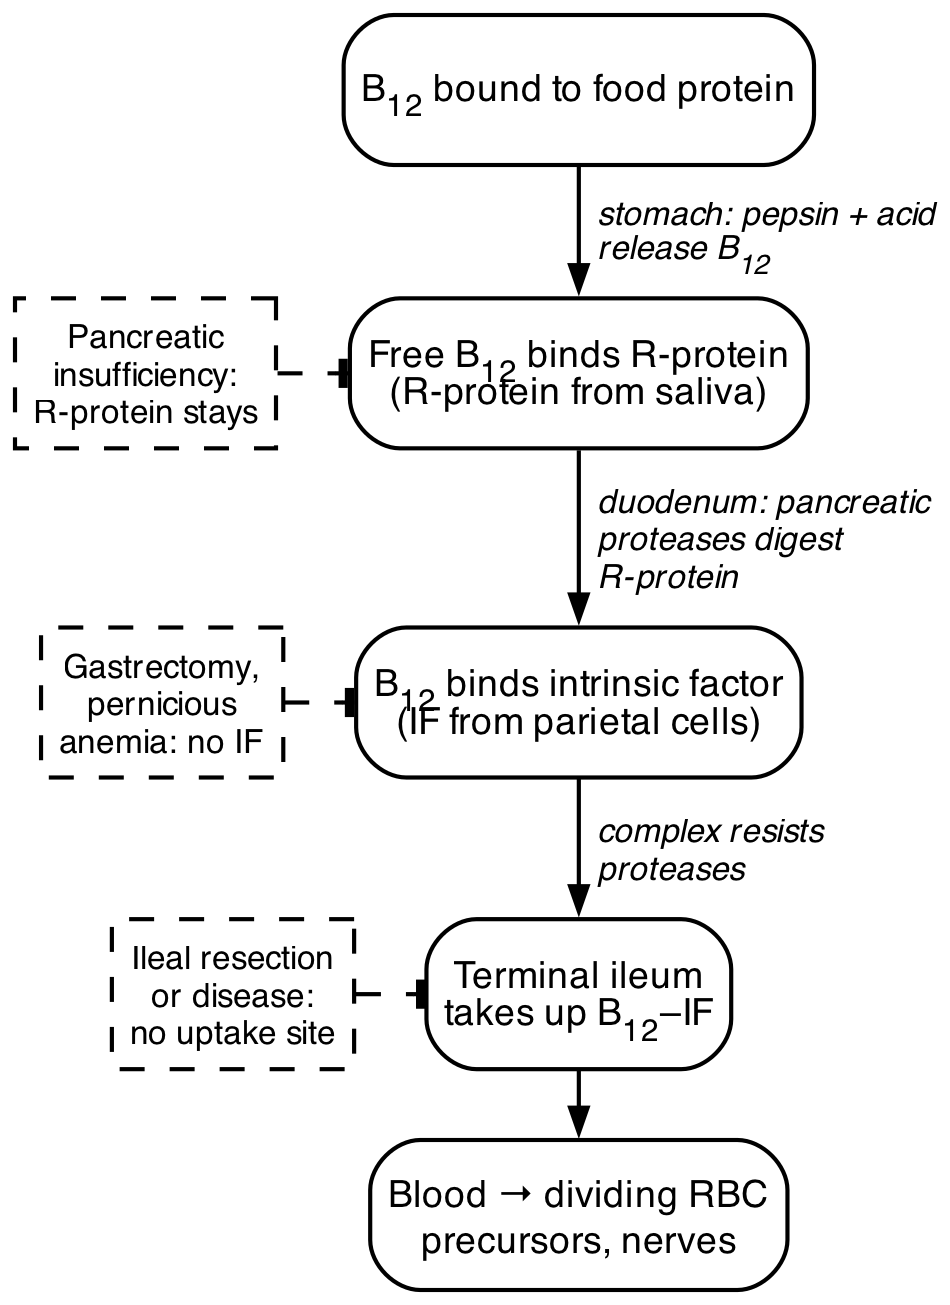 B₁₂ bound to food protein
stomach: pepsin + acid
release B₁₂
Pancreatic
insufficiency:
R-protein stays
Free B₁₂ binds R-protein
(R-protein from saliva)
duodenum: pancreatic
proteases digest
R-protein
Gastrectomy,
pernicious
anemia: no IF
B₁₂ binds intrinsic factor
(IF from parietal cells)
complex resists
proteases
Ileal resection
or disease:
no uptake site
Terminal ileum
takes up B₁₂–IF
Blood → dividing RBC
precursors, nerves